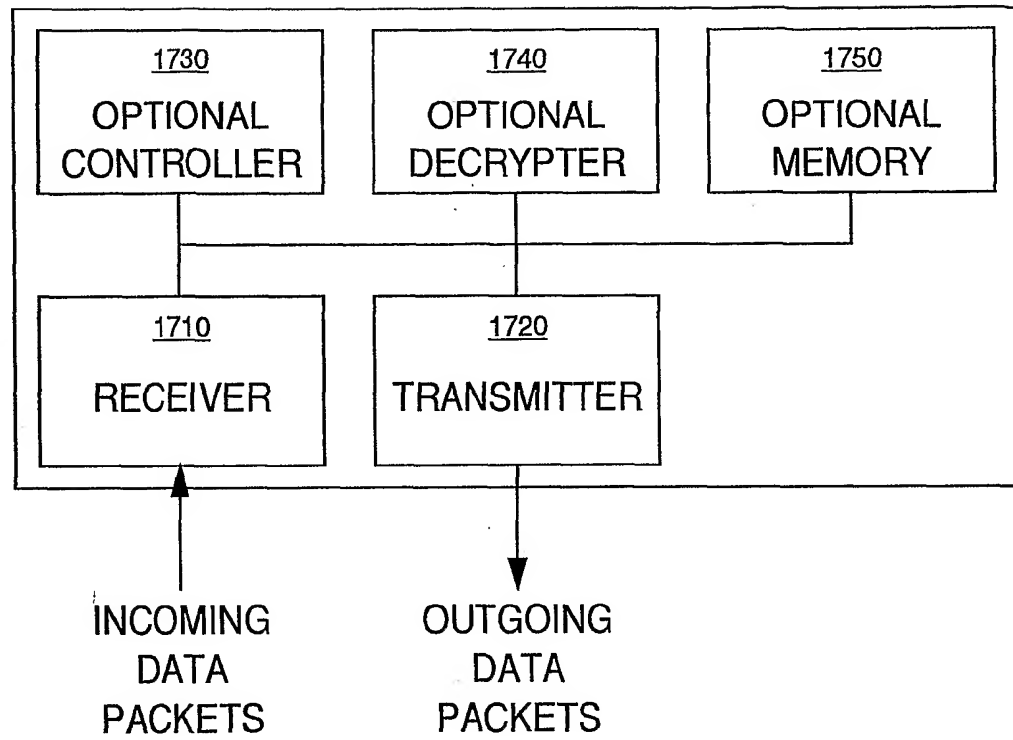 1730
OPTIONAL
CONTROLLER
1740
OPTIONAL
DECRYPTER
1750
OPTIONAL
MEMORY
1710
RECEIVER
1720
TRANSMITTER
INCOMING
DATA
PACKETS
OUTGOING
DATA
PACKETS